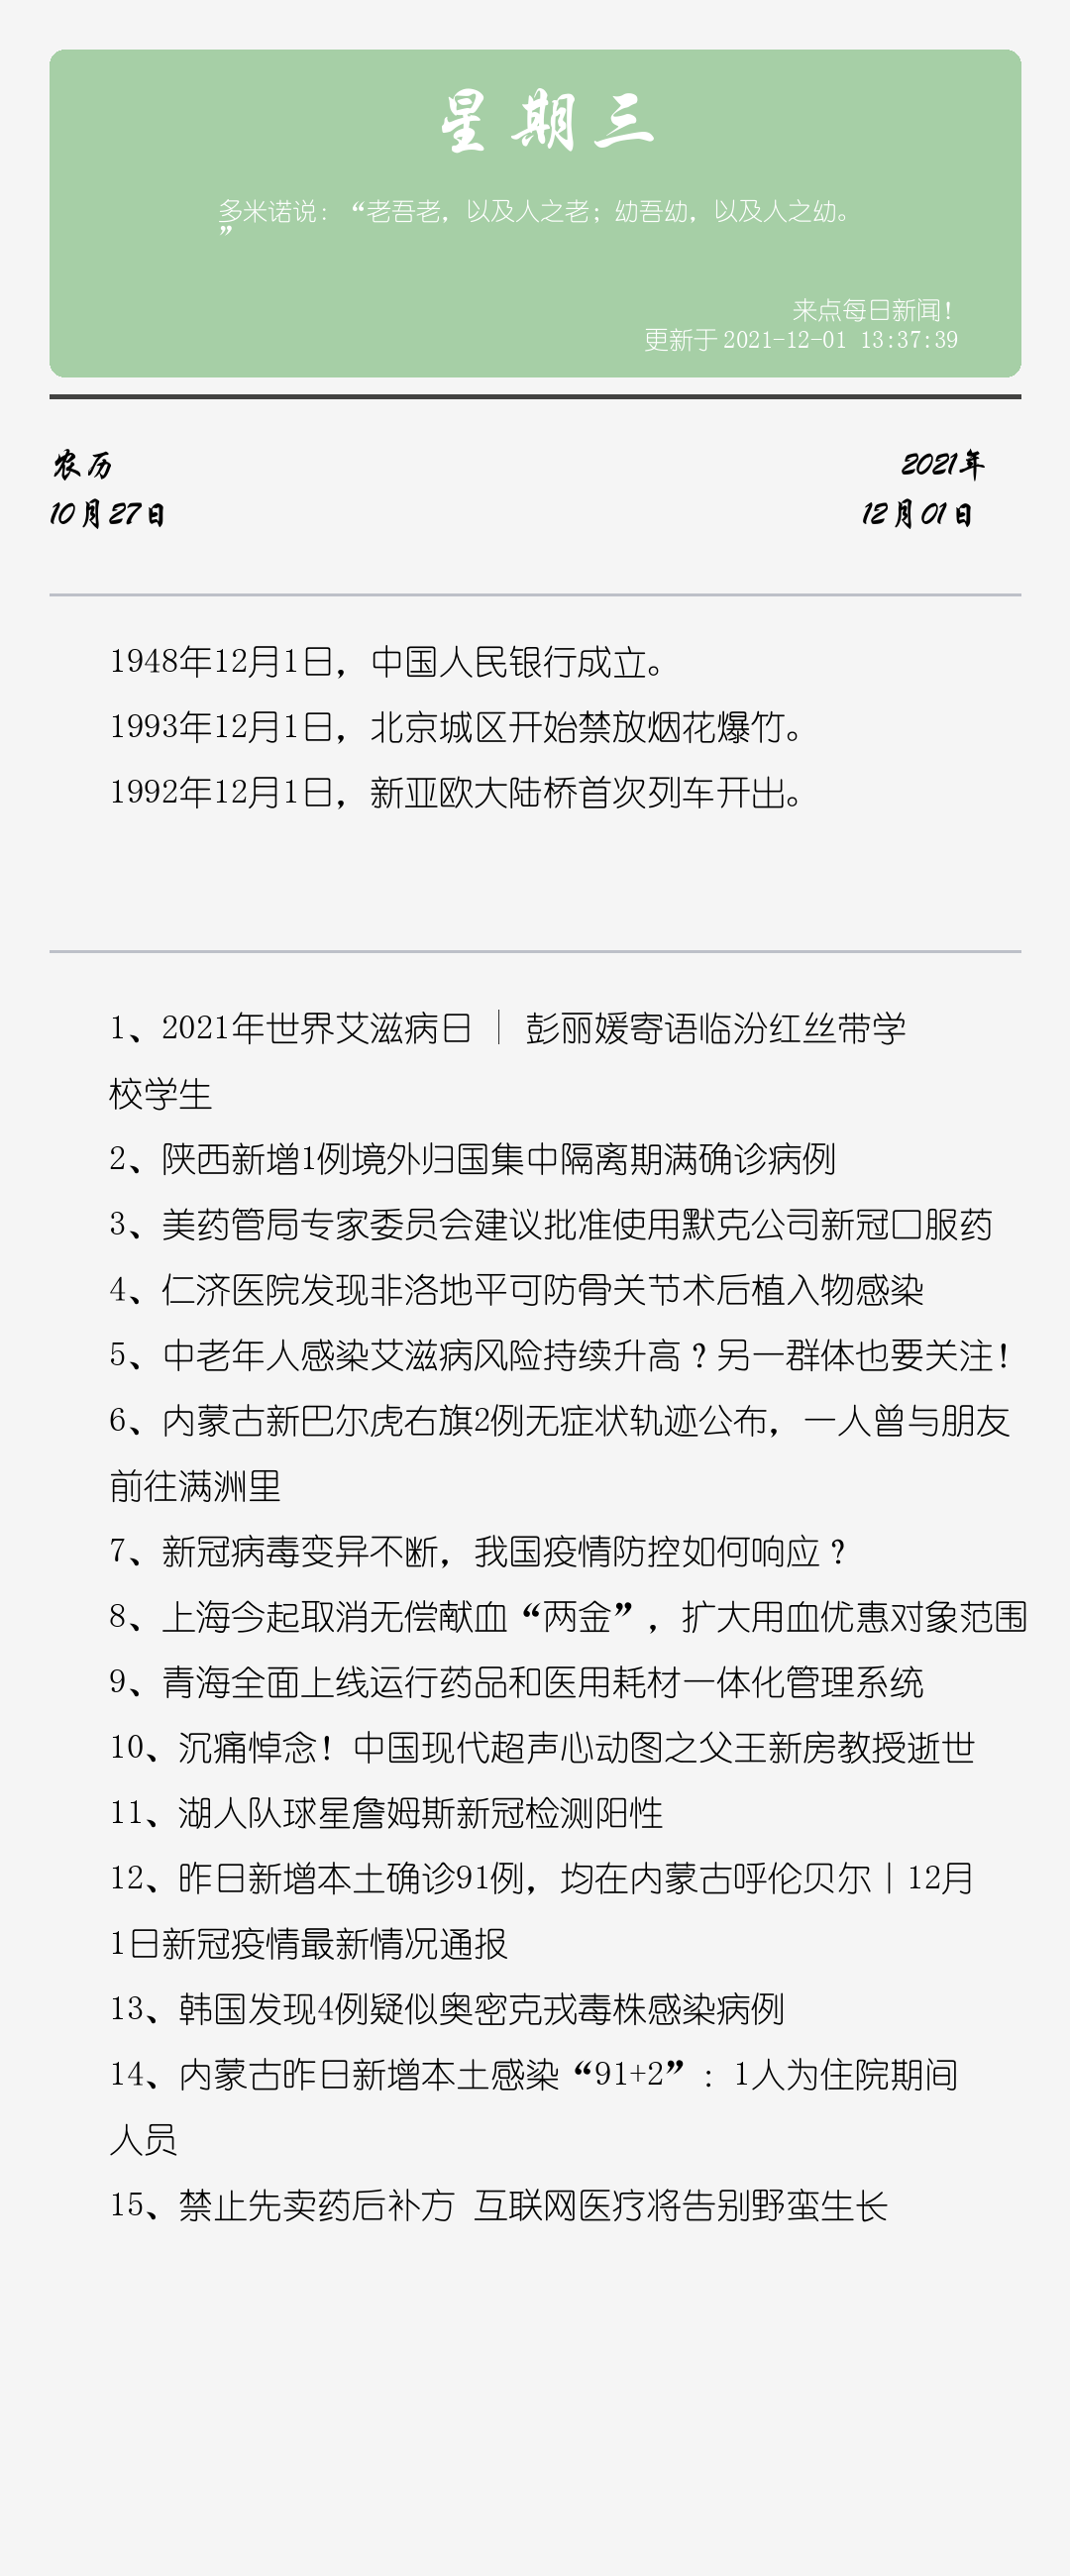 星期三
多米诺说：“老吾老，以及人之老；幼吾幼，以及人之幼。
”
来点每日新闻！
更新于2021-12-01 13:37:39
农历
2021年
10月27日
12月01日
1948年12月1日，中国人民银行成立。
1993年12月1日，北京城区开始禁放烟花爆竹。
1992年12月1日，新亚欧大陆桥首次列车开出。
1、2021年世界艾滋病日 │ 彭丽媛寄语临汾红丝带学
校学生
2、陕西新增1例境外归国集中隔离期满确诊病例
3、美药管局专家委员会建议批准使用默克公司新冠口服药
4、仁济医院发现非洛地平可防骨关节术后植入物感染
5、中老年人感染艾滋病风险持续升高？另一群体也要关注！
6、内蒙古新巴尔虎右旗2例无症状轨迹公布，一人曾与朋友
前往满洲里
7、新冠病毒变异不断，我国疫情防控如何响应？
8、上海今起取消无偿献血“两金”，扩大用血优惠对象范围
9、青海全面上线运行药品和医用耗材一体化管理系统
10、沉痛悼念！中国现代超声心动图之父王新房教授逝世
11、湖人队球星詹姆斯新冠检测阳性
12、昨日新增本土确诊91例，均在内蒙古呼伦贝尔丨12月
1日新冠疫情最新情况通报
13、韩国发现4例疑似奥密克戎毒株感染病例
14、内蒙古昨日新增本土感染“91+2”：1人为住院期间
人员
15、禁止先卖药后补方 互联网医疗将告别野蛮生长